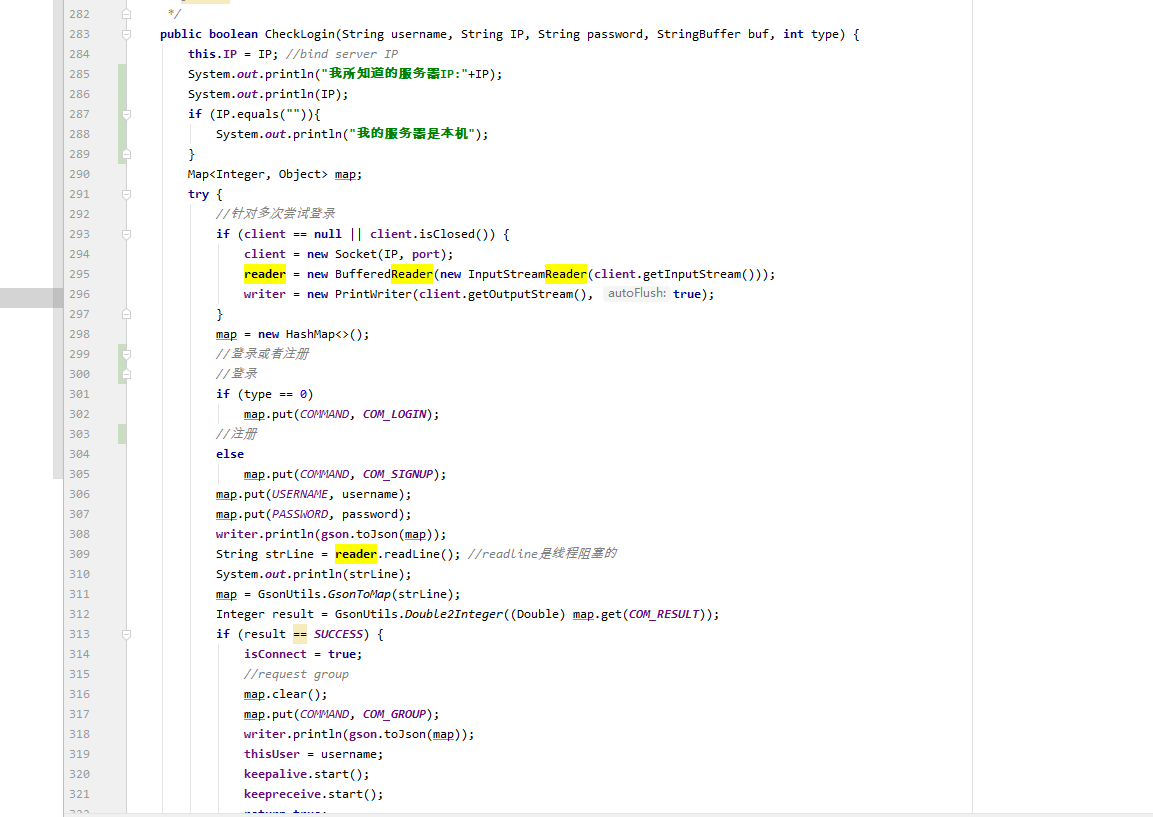 282 */
283 public boolean CheckLogin(String username, String IP, String password, StringBuffer buf, int type) {
284 this.IP = IP; //bind server IP
285 System.out.println("我所知道的服务器IP:"+IP);
286 System.out.println(IP);
287 if (IP.equals("")){
288 System.out.println("我的服务器是本机");
289 }
290 Map<Integer, Object> map;
291 try {
292 //针对多次尝试登录
293 if (client == null || client.isClosed()) {
294 client = new Socket(IP, port);
295 reader = new BufferedReader(new InputStreamReader(client.getInputStream()));
296 writer = new PrintWriter(client.getOutputStream(), autoFlush: true);
297 }
298 map = new HashMap<>();
299 //登录或者注册
300 //登录
301 if (type == 0)
302 map.put(COMMAND, COM_LOGIN);
303 //注册
304 else
305 map.put(COMMAND, COM_SIGNUP);
306 map.put(USERNAME, username);
307 map.put(PASSWORD, password);
308 writer.println(gson.toJson(map));
309 String strLine = reader.readLine(); //readline是线程阻塞的
310 System.out.println(strLine);
311 map = GsonUtils.GsonToMap(strLine);
312 Integer result = GsonUtils.Double2Integer((Double) map.get(COM_RESULT));
313 if (result == SUCCESS) {
314 isConnect = true;
315 //request group
316 map.clear();
317 map.put(COMMAND, COM_GROUP);
318 writer.println(gson.toJson(map));
319 thisUser = username;
320 keepalive.start();
321 keepreceive.start();